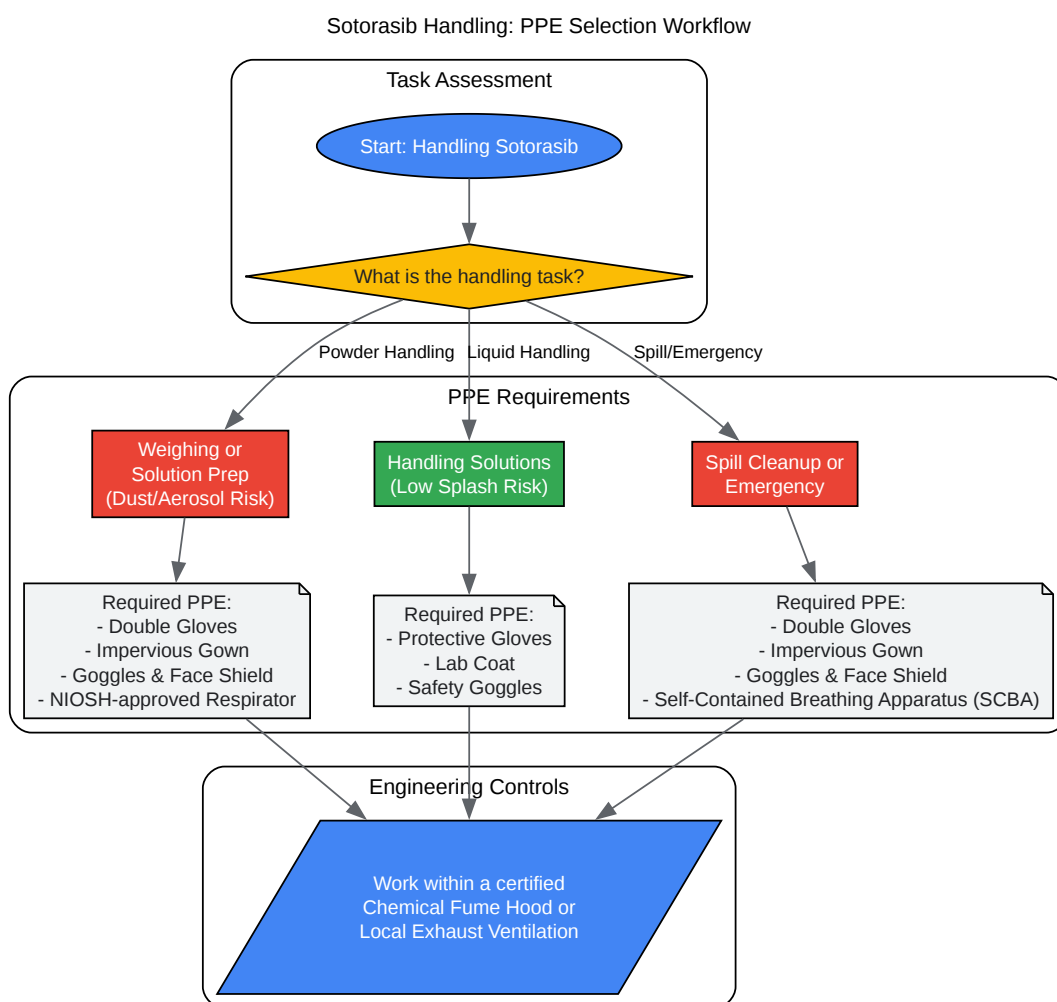 Sotorasib Handling: PPE Selection Workflow
Task Assessment
Start: Handling Sotorasib
What is the handling task?
Powder Handling
Liquid Handling
Spill/Emergency
PPE Requirements
Weighing or
Solution Prep
(Dust/Aerosol Risk)
Handling Solutions
(Low Splash Risk)
Spill Cleanup or
Emergency
Required PPE:
- Double Gloves
- Impervious Gown
- Goggles & Face Shield
- NIOSH-approved Respirator
Required PPE:
- Protective Gloves
- Lab Coat
- Safety Goggles
Required PPE:
- Double Gloves
- Impervious Gown
- Goggles & Face Shield
- Self-Contained Breathing Apparatus (SCBA)
Engineering Controls
Work within a certified
Chemical Fume Hood or
Local Exhaust Ventilation